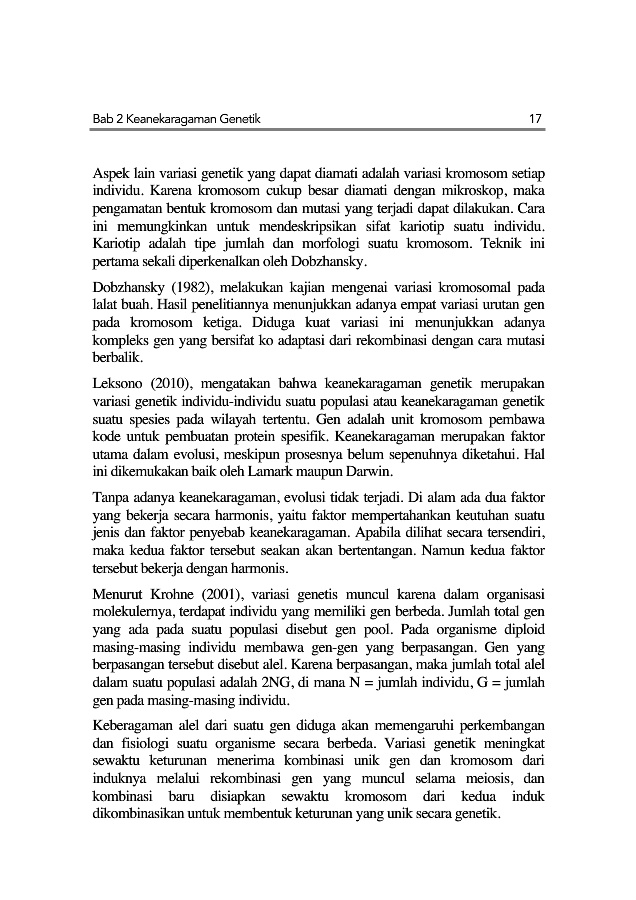 Bab 2 Keanekaragaman Genetik 17
Aspek lain variasi genetik yang dapat diamati adalah variasi kromosom setiap
individu. Karena kromosom cukup besar diamati dengan mikroskop, maka
pengamatan bentuk kromosom dan mutasi yang terjadi dapat dilakukan. Cara
ini memungkinkan untuk mendeskripsikan sifat kariotip suatu individu.
Kariotip adalah tipe jumlah dan morfologi suatu kromosom. Teknik ini
pertama sekali diperkenalkan oleh Dobzhansky.
Dobzhansky (1982), melakukan kajian mengenai variasi kromosomal pada
lalat buah. Hasil penelitiannya menunjukkan adanya empat variasi urutan gen
pada kromosom ketiga. Diduga kuat variasi ini menunjukkan adanya
kompleks gen yang bersifat ko adaptasi dari rekombinasi dengan cara mutasi
berbalik.
Leksono (2010), mengatakan bahwa keanekaragaman genetik merupakan
variasi genetik individu-individu suatu populasi atau keanekaragaman genetik
suatu spesies pada wilayah tertentu. Gen adalah unit kromosom pembawa
kode untuk pembuatan protein spesifik. Keanekaragaman merupakan faktor
utama dalam evolusi, meskipun prosesnya belum sepenuhnya diketahui. Hal
ini dikemukakan baik oleh Lamark maupun Darwin.
Tanpa adanya keanekaragaman, evolusi tidak terjadi. Di alam ada dua faktor
yang bekerja secara harmonis, yaitu faktor mempertahankan keutuhan suatu
jenis dan faktor penyebab keanekaragaman. Apabila dilihat secara tersendiri,
maka kedua faktor tersebut seakan akan bertentangan. Namun kedua faktor
tersebut bekerja dengan harmonis.
Menurut Krohne (2001), variasi genetis muncul karena dalam organisasi
molekulernya, terdapat individu yang memiliki gen berbeda. Jumlah total gen
yang ada pada suatu populasi disebut gen pool. Pada organisme diploid
masing-masing individu membawa gen-gen yang berpasangan. Gen yang
berpasangan tersebut disebut alel. Karena berpasangan, maka jumlah total alel
dalam suatu populasi adalah 2NG, di mana N = jumlah individu, G = jumlah
gen pada masing-masing individu.
Keberagaman alel dari suatu gen diduga akan memengaruhi perkembangan
dan fisiologi suatu organisme secara berbeda. Variasi genetik meningkat
sewaktu keturunan menerima kombinasi unik gen dan kromosom dari
induknya melalui rekombinasi gen yang muncul selama meiosis, dan
kombinasi baru disiapkan sewaktu kromosom dari kedua induk
dikombinasikan untuk membentuk keturunan yang unik secara genetik.